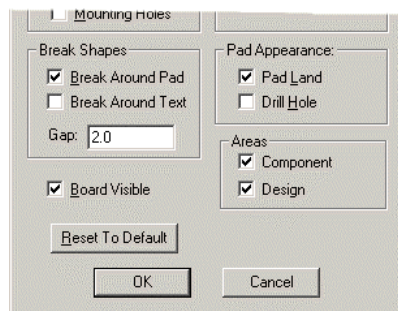 Mounting Holes
Break Shapes
Break Around Pad
Break Around Text
Gap: 2.0
Board Visible
Reset To Default
Pad Appearance:
Pad Land
Drill Hole
Areas
Component
Design
OK
Cancel